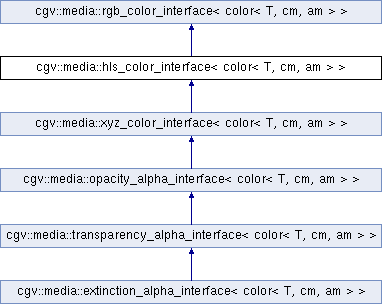 cgv::media::rgb_color_interface< color< T, cm, am > >
cgv::media::hls_color_interface< color< T, cm, am > >
cgv::media::xyz_color_interface< color< T, cm, am > >
cgv::media::opacity_alpha_interface< color< T, cm, am > >
cgv::media::transparency_alpha_interface< color< T, cm, am > >
cgv::media::extinction_alpha_interface< color< T, cm, am > >